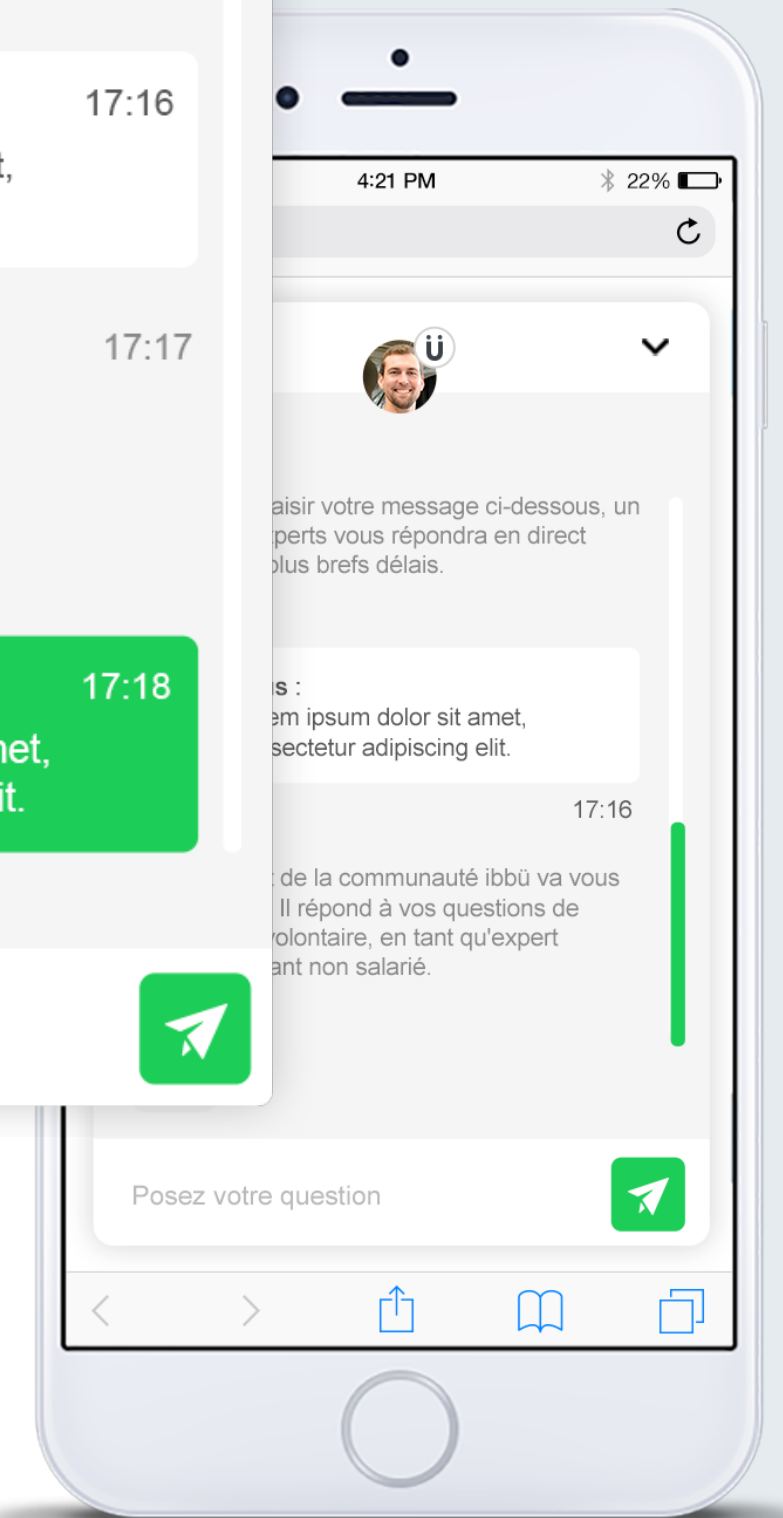 17:16
t,
17:17
17:18
net,
it.
4:21 PM
22%
ü
aisir votre message ci-dessous, un
perts vous répondra en direct
plus brefs délais.
s :
em ipsum dolor sit amet,
sectetur adipiscing elit.
17:16
de la communauté ibbü va vous
Il répond à vos questions de
volontaire, en tant qu'expert
ant non salarié.
Posez votre question